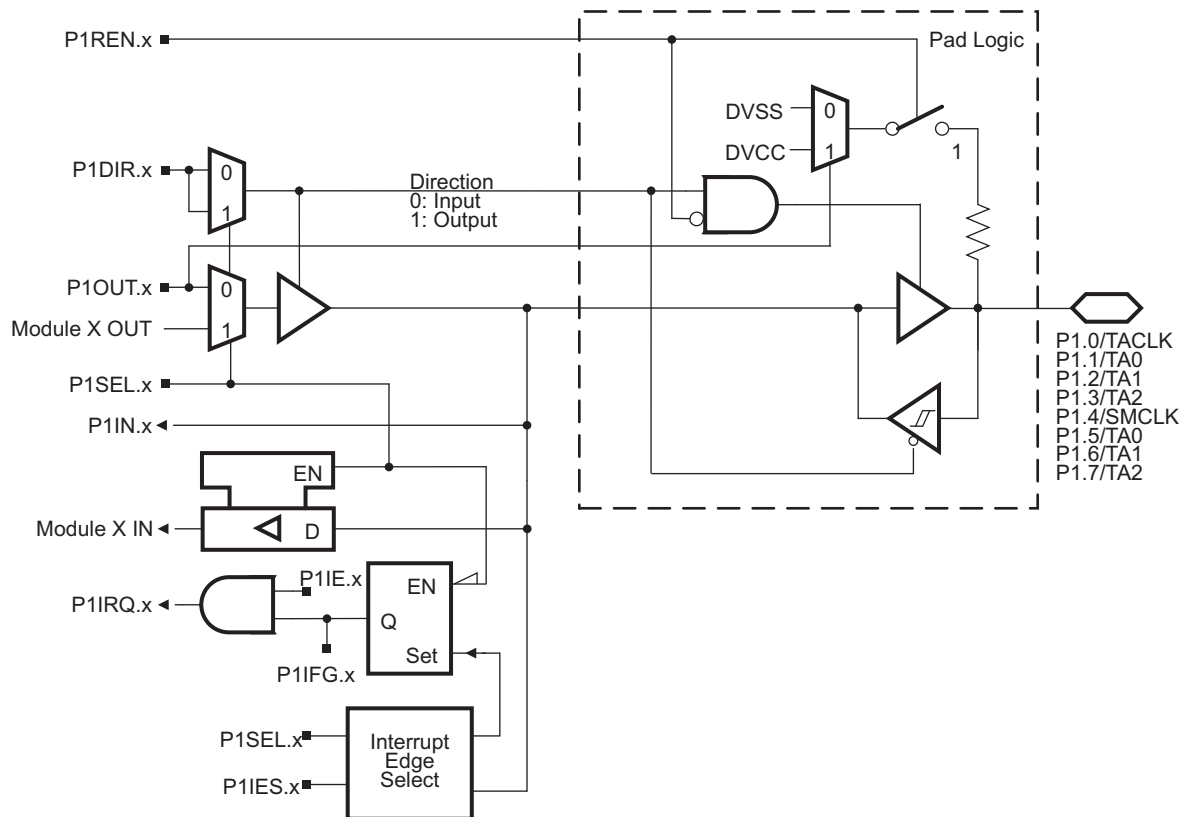 P1REN.x
Pad Logic
DVSS
0
DVCC
1
1
P1DIR.x
0
1
Direction
0: Input
1: Output
P1OUT.x
0
Module X OUT
1
P1SEL.x
P1IN.x
EN
Module X IN
D
P1.0/TACLK
P1.1/TA0
P1.2/TA1
P1.3/TA2
P1.4/SMCLK
P1.5/TA0
P1.6/TA1
P1.7/TA2
P1IE.x
P1IRQ.x
EN
Q
Set
P1IFG.x
P1SEL.x
P1IES.x
Interrupt
Edge
Select